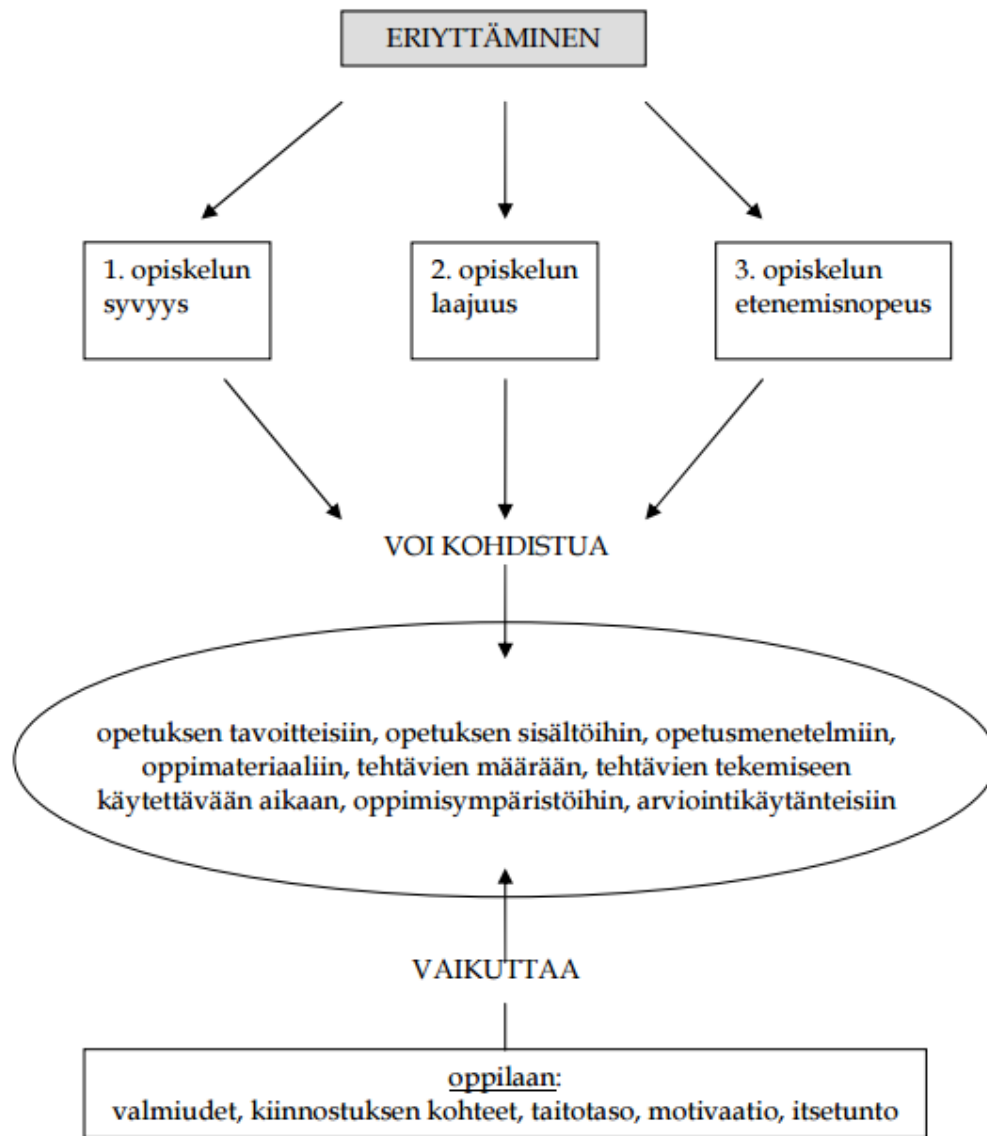 ERIYTTÄMINEN
1. opiskelun
syvyys
2. opiskelun
laajuus
3. opiskelun
etenemisnopeus
VOI KOHDISTUA
opetuksen tavoitteisiin, opetuksen sisältöihin, opetusmenetelmiin,
oppimateriaaliin, tehtävien määrään, tehtävien tekemiseen
käytettävään aikaan, oppimisympäristöihin, arviointikäytänteisiin
VAIKUTTAA
oppilaan:
valmiudet, kiinnostuksen kohteet, taitotaso, motivaatio, itsetunto